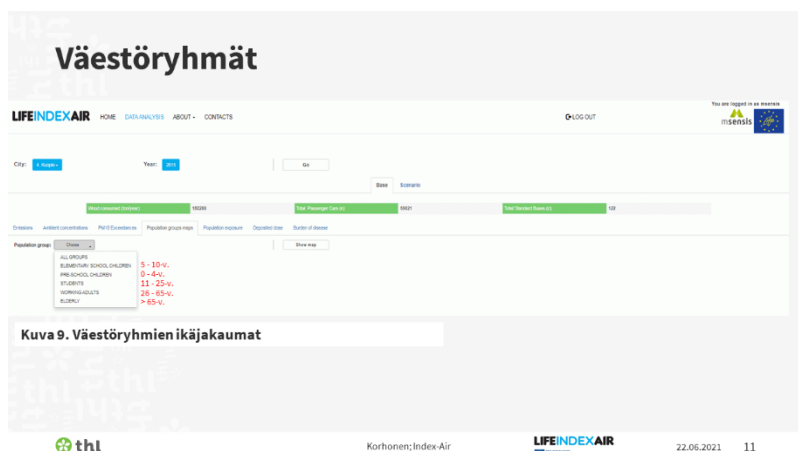 Väestöryhmät
You are logged in as msensis
LIFEINDEXAIR HOME DATA ANALYSIS ABOUT CONTACTS LOG OUT
msensis
City: Year: Go
Base Scenario
Total Passenger Cars (n)
Emissions Ambient concentrations PM10 Exceedances Population groups maps Population exposure Deposited dose Burden of disease
Population group: Choose Show map
ALL GROUPS
ELEMENTARY SCHOOL CHILDREN 5 - 10-v.
PRE-SCHOOL CHILDREN 0 - 4-v.
STUDENTS 11 - 25-v.
WORKING ADULTS 26 - 65-v.
ELDERLY > 65-v.
Kuva 9. Väestöryhmien ikäjakaumat
thl Korhonen; Index-Air LIFEINDEXAIR 22.06.2021 11